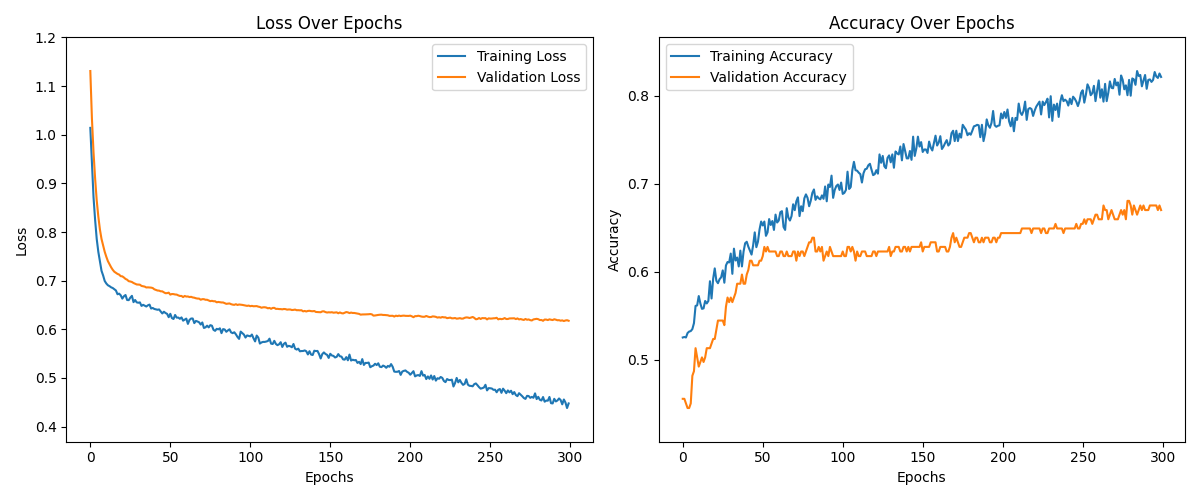 Loss Over Epochs
Training Loss
Validation Loss
1.2
1.1
1.0
0.9
0.8
0.7
0.6
0.5
0.4
Loss
0
50
100
150
200
250
300
Epochs
Accuracy Over Epochs
Training Accuracy
Validation Accuracy
0.8
0.7
0.6
0.5
Accuracy
0
50
100
150
200
250
300
Epochs